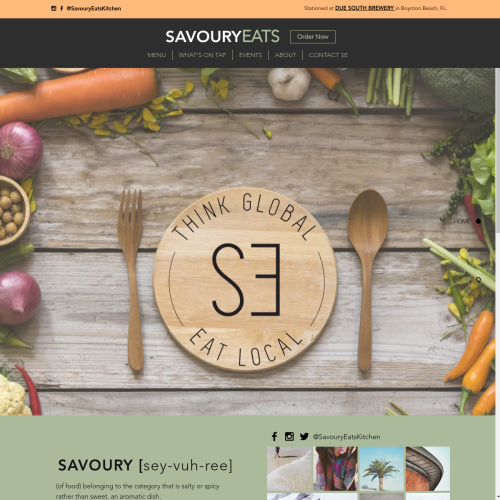 @SavouryEatsKitchen
Stationed at DUE SOUTH BREWERY in Boynton Beach, FL.
SAVOURYEATS
Order Now
MENU
WHAT'S ON TAP
EVENTS
ABOUT
CONTACT SE
THINK GLOBAL
SE
EAT LOCAL
HOME
@SavouryEatsKitchen
SAVOURY [sey-vuh-ree]
(of food) belonging to the category that is salty or spicy
rather than sweet. an aromatic dish.